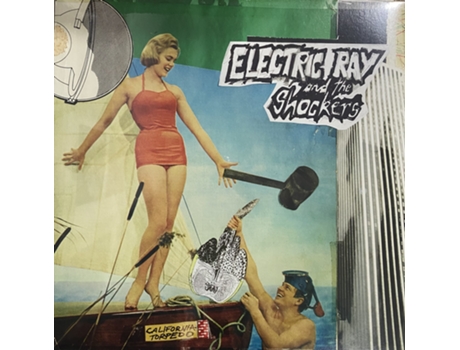 ELECTRIC RAY
and the
Shockers
CALIFORNIA
TORPEDO